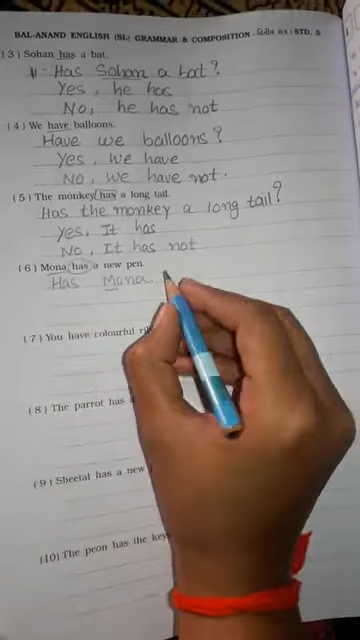 BAL-ANAND ENGLISH (SL) GRAMMAR & COMPOSITION ..દ્વિતીય સત્ર : STD. 5
(3) Sohan has a bat.
Has Sohan a bat?
Yes, he has
No, he has not
(4) We have balloons.
Have we balloons?
Yes, we have
No, we have not.
(5) The monkey has a long tail.
Has the monkey a long tail?
Yes, It has
No, It has not
(6) Mona has a new pen.
Has Mona
(7) You have colourful
(8) The parrot has
(9) Sheetal has a new
(10) The peon has the key